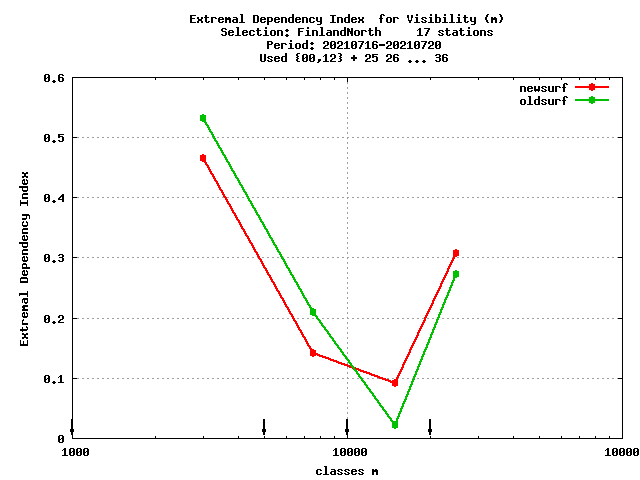 Extremal Dependency Index  for Visibility (m)
Selection: FinlandNorth     17 stations
Period: 20210716-20210720
Used {00,12} + 25 26 ... 36
newsurf
oldsurf
Extremal Dependency Index
0.6
0.5
0.4
0.3
0.2
0.1
0
1000
10000
10000
classes m